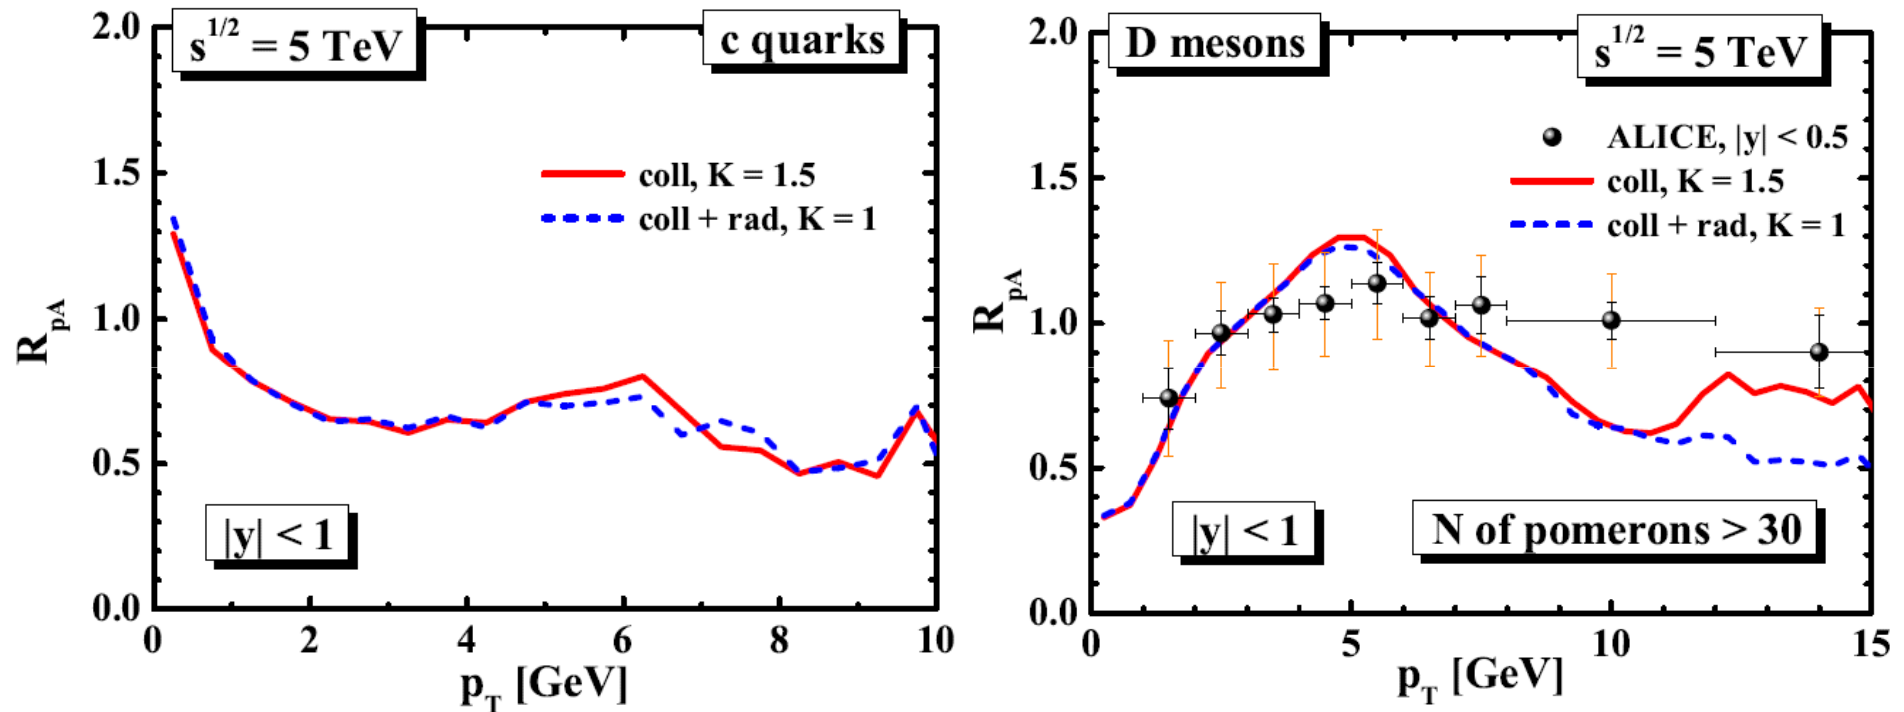 s^1/2 = 5 TeV
c quarks
coll, K = 1.5
coll + rad, K = 1
|y| < 1
2.0
1.5
1.0
0.5
0.0
R_pA
0 2 4 6 8 10
p_T [GeV]
D mesons
s^1/2 = 5 TeV
ALICE, |y| < 0.5
coll, K = 1.5
coll + rad, K = 1
|y| < 1
N of pomerons > 30
2.0
1.5
1.0
0.5
0.0
R_pA
0 5 10 15
p_T [GeV]